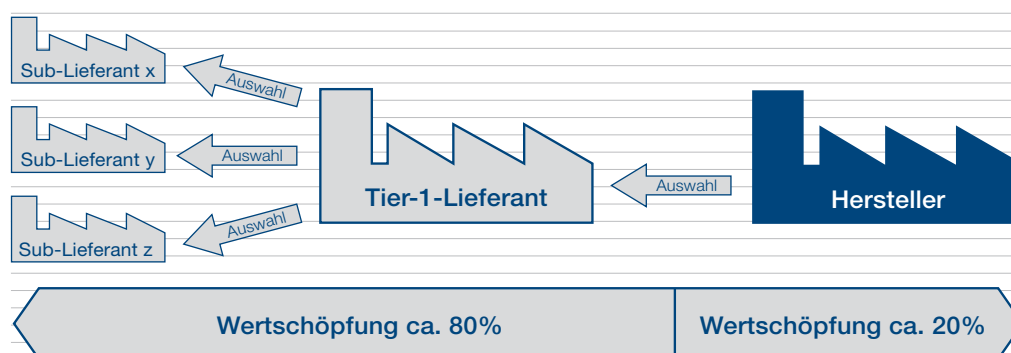 Sub-Lieferant x
Auswahl
Sub-Lieferant y
Auswahl
Sub-Lieferant z
Auswahl
Tier-1-Lieferant
Auswahl
Hersteller
Wertschöpfung ca. 80%
Wertschöpfung ca. 20%